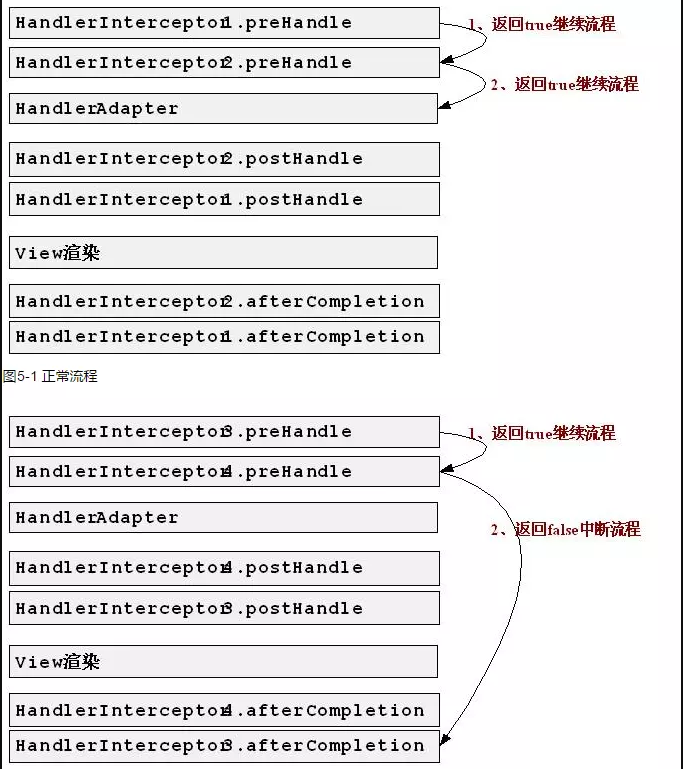 HandlerInterceptor1.preHandle
1、返回true继续流程
HandlerInterceptor2.preHandle
2、返回true继续流程
HandlerAdapter
HandlerInterceptor2.postHandle
HandlerInterceptor1.postHandle
View渲染
HandlerInterceptor2.afterCompletion
HandlerInterceptor1.afterCompletion
图5-1 正常流程
HandlerInterceptor3.preHandle
1、返回true继续流程
HandlerInterceptor4.preHandle
HandlerAdapter
2、返回false中断流程
HandlerInterceptor4.postHandle
HandlerInterceptor3.postHandle
View渲染
HandlerInterceptor4.afterCompletion
HandlerInterceptor3.afterCompletion